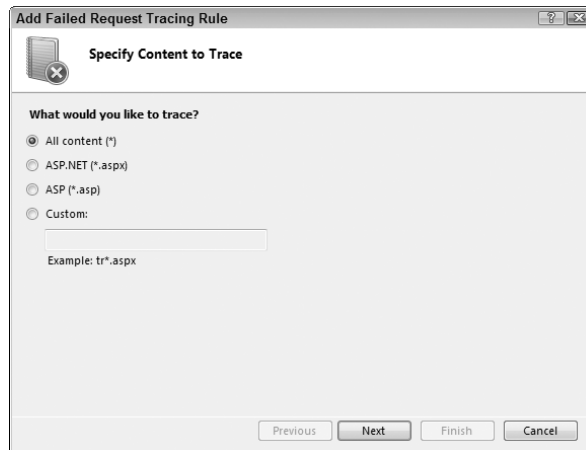 Add Failed Request Tracing Rule
Specify Content to Trace
What would you like to trace?
All content (*)
ASP.NET (*.aspx)
ASP (*.asp)
Custom:
Example: tr*.aspx
Previous Next Finish Cancel